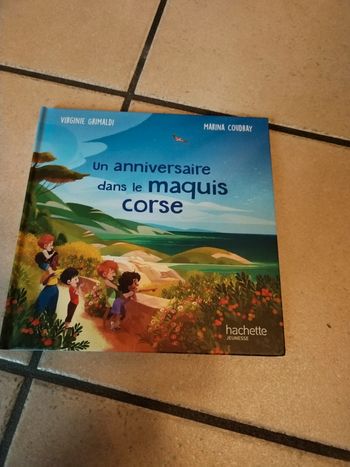 VIRGINIE GRIMALDI MARINA COUDRAY
Un anniversaire
dans le maquis
corse
hachette
JEUNESSE